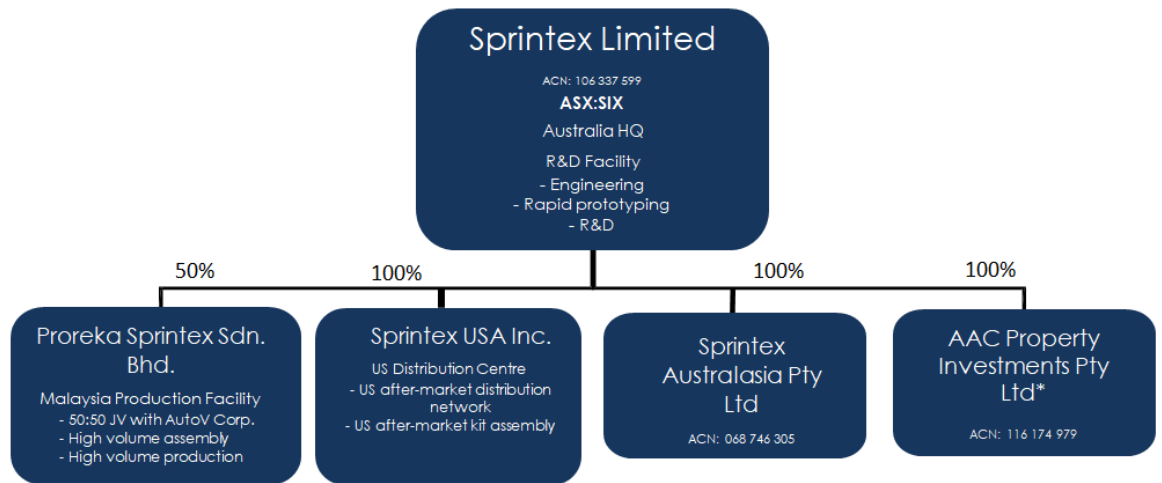 Sprintex Limited
ACN: 106 337 599
ASX:SIX
Australia HQ
R&D Facility
- Engineering
- Rapid prototyping
- R&D
50%
100%
100%
100%
Proreka Sprintex Sdn.
Bhd.
Malaysia Production Facility
- 50:50 JV with AutoV Corp.
- High volume assembly
- High volume production
Sprintex USA Inc.
US Distribution Centre
- US after-market distribution
network
- US after-market kit assembly
Sprintex
Australasia Pty
Ltd
ACN: 068 746 305
AAC Property
Investments Pty
Ltd*
ACN: 116 174 979